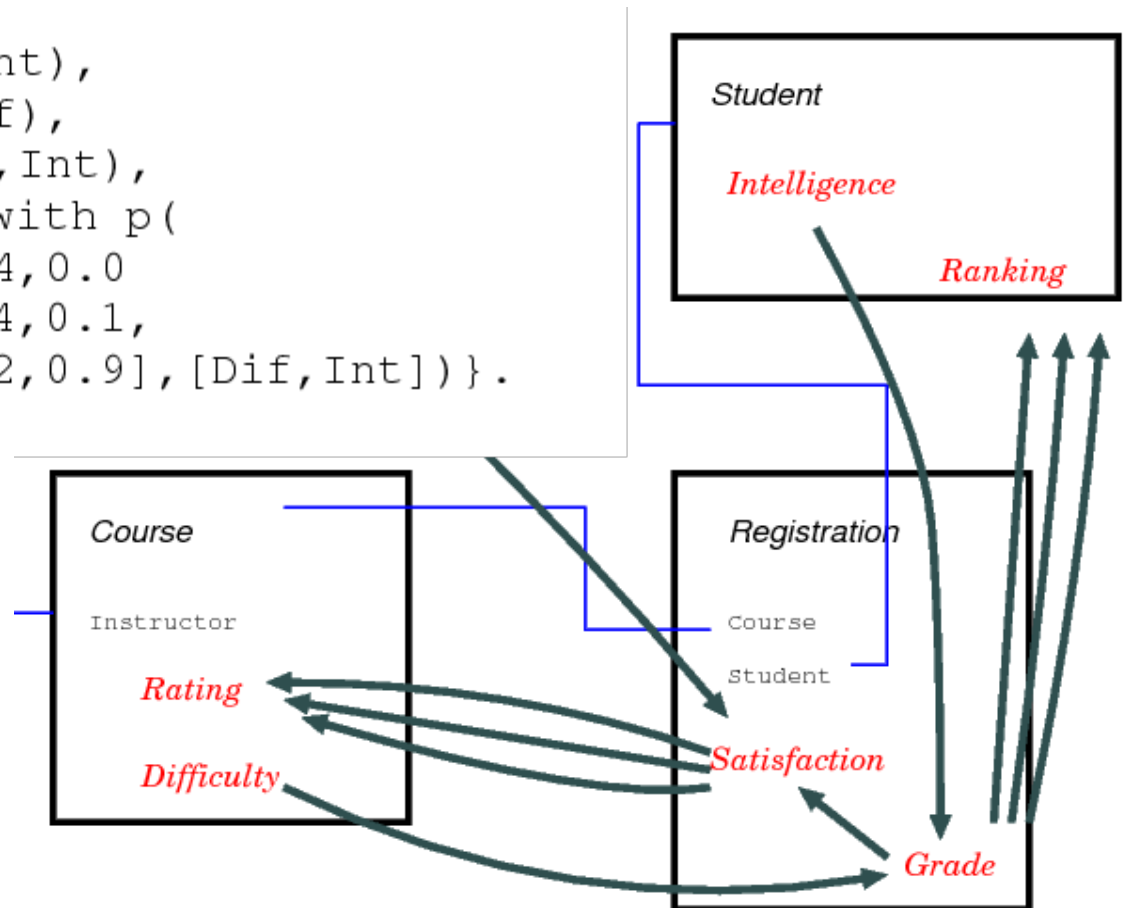 nt),
f),
,Int),
with p(
4,0.0
4,0.1,
2,0.9],[Dif,Int])}.
Student
Intelligence
Ranking
Course
Instructor
Rating
Difficulty
Registration
Course
Student
Satisfaction
Grade